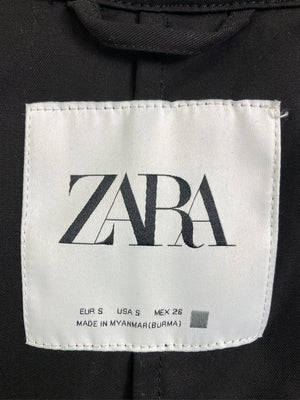 ZARA
EUR S USA S MEX 26
MADE IN MYANMAR(BURMA)